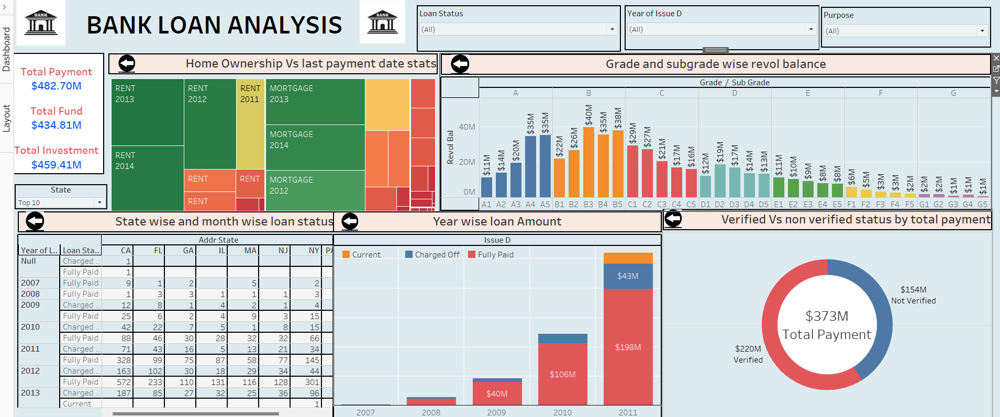 Dashboard
Layout
BANK
BANK LOAN ANALYSIS
BANK
Loan Status
(All)
Year of Issue D
(All)
Purpose
(All)
Total Payment
$482.70M
Total Fund
$434.81M
Total Investment
$459.41M
State
Top 10
Home Ownership Vs last payment date stats
RENT
2013
RENT
2012
RENT
2011
RENT
2014
RENT
RENT
RENT
MORTGAGE
2013
MORTGAGE
2014
MORTGAGE
2012
Grade and subgrade wise revol balance
Grade / Sub Grade
A B C D E F G
Revol Bal
40M
20M
0M
$11M $14M $20M $35M $35M $22M $26M $40M $35M $38M $29M $27M $21M $17M $16M $12M $19M $17M $14M $13M $11M $10M $9M $8M $8M $6M $5M $3M $3M $2M $2M $2M $1M $1M $1M
A1 A2 A3 A4 A5 B1 B2 B3 B4 B5 C1 C2 C3 C4 C5 D1 D2 D3 D4 D5 E1 E2 E3 E4 E5 F1 F2 F3 F4 F5 G1 G2 G3 G4 G5
State wise and month wise loan status
Addr State
Year of L.. Loan Sta.. CA FL GA IL MA NJ NY PA
Null Charged .. 1
Fully Paid 1
2007 Fully Paid 9 1 2 5 2
2008 Fully Paid 1 3 3 1 1 1 3
2009 Charged .. 12 8 1 4 2 1 4
Fully Paid 25 6 2 4 9 3 15
2010 Charged .. 42 22 7 5 1 8 15
Fully Paid 88 46 30 28 32 32 66
2011 Charged .. 71 43 16 5 13 21 34
Fully Paid 328 99 75 87 58 77 145
2012 Charged .. 163 102 30 18 29 34 44
Fully Paid 572 233 110 131 116 128 301
2013 Charged .. 187 85 27 32 25 36 96
Current 1
Year wise loan Amount
Issue D
Current Charged Off Fully Paid
$43M
$198M
$106M
$40M
2007 2008 2009 2010 2011
Verified Vs non verified status by total payment
$154M
Not Verified
$373M
Total Payment
$220M
Verified